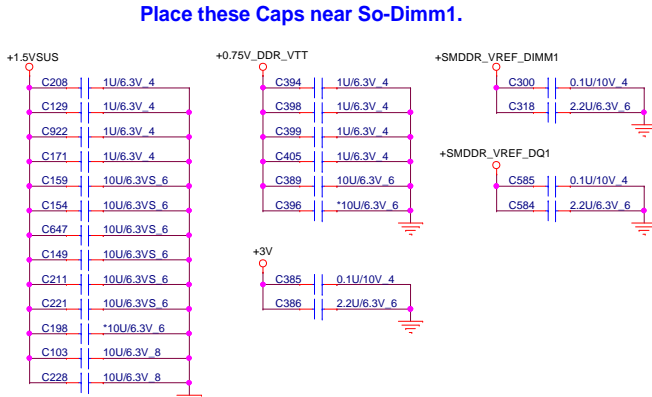 Place these Caps near So-Dimm1.
+1.5VSUS
C208 1U/6.3V_4
C129 1U/6.3V_4
C922 1U/6.3V_4
C171 1U/6.3V_4
C159 10U/6.3VS_6
C154 10U/6.3VS_6
C647 10U/6.3VS_6
C149 10U/6.3VS_6
C211 10U/6.3VS_6
C221 10U/6.3VS_6
C198 *10U/6.3V_6
C103 10U/6.3V_8
C228 10U/6.3V_8
+0.75V_DDR_VTT
C394 1U/6.3V_4
C398 1U/6.3V_4
C399 1U/6.3V_4
C405 1U/6.3V_4
C389 10U/6.3V_6
C396 *10U/6.3V_6
+3V
C385 0.1U/10V_4
C386 2.2U/6.3V_6
+SMDDR_VREF_DIMM1
C300 0.1U/10V_4
C318 2.2U/6.3V_6
+SMDDR_VREF_DQ1
C585 0.1U/10V_4
C584 2.2U/6.3V_6